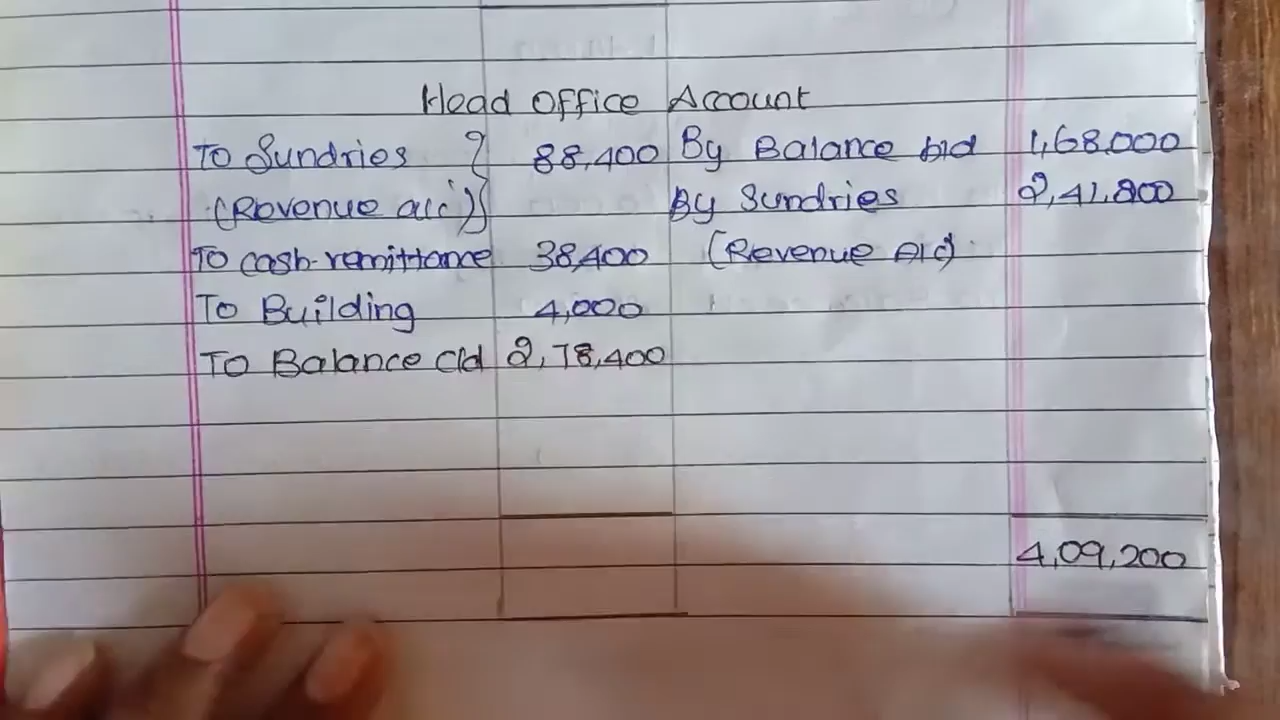 Head Office Account
To Sundries } 88,400 By Balance b/d 1,68,000
(Revenue a/c) By Sundries 2,41,200
To cash remittance 38,400 (Revenue A/c)
To Building 4,000
To Balance C/d 2,78,400
4,09,200